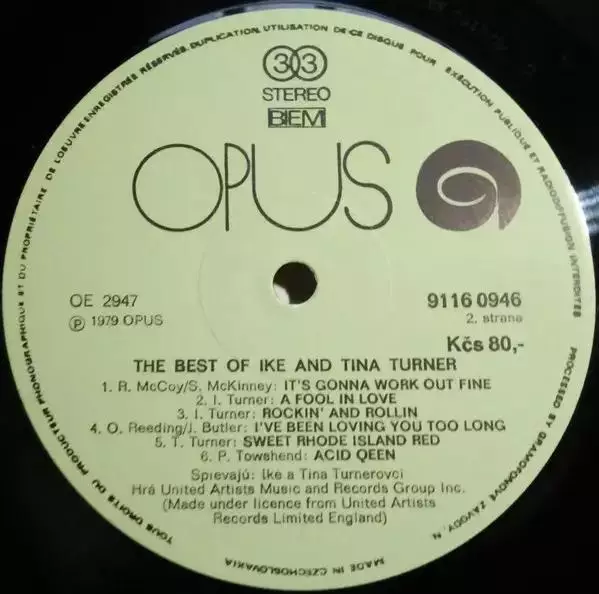 33
STEREO
BIEM
OPUS
OE 2947
℗ 1979 OPUS
9116 0946
2. strana
Kčs 80,-
THE BEST OF IKE AND TINA TURNER
1. R. McCoy/S. McKinney: IT'S GONNA WORK OUT FINE
2. I. Turner: A FOOL IN LOVE
3. I. Turner: ROCKIN' AND ROLLIN
4. O. Reeding/J. Butler: I'VE BEEN LOVING YOU TOO LONG
5. T. Turner: SWEET RHODE ISLAND RED
6. P. Towshend: ACID QEEN
Spievajú: Ike a Tina Turnerovci
Hrá United Artists Music and Records Group Inc.
(Made under licence from United Artists
Records Limited England)
TOUS DROITS DU PRODUCTEUR PHONOGRAPHIQUE ET DU PROPRIÉTAIRE DE L'OEUVRE ENREGISTRÉS RÉSERVÉS. DUPLICATION, UTILISATION DE CE DISQUE POUR EXÉCUTION PUBLIQUE ET RADIODIFFUSION INTERDITES
PROCESSED BY GRAMOFONOVÉ ZÁVODY, N.
MADE IN CZECHOSLOVAKIA